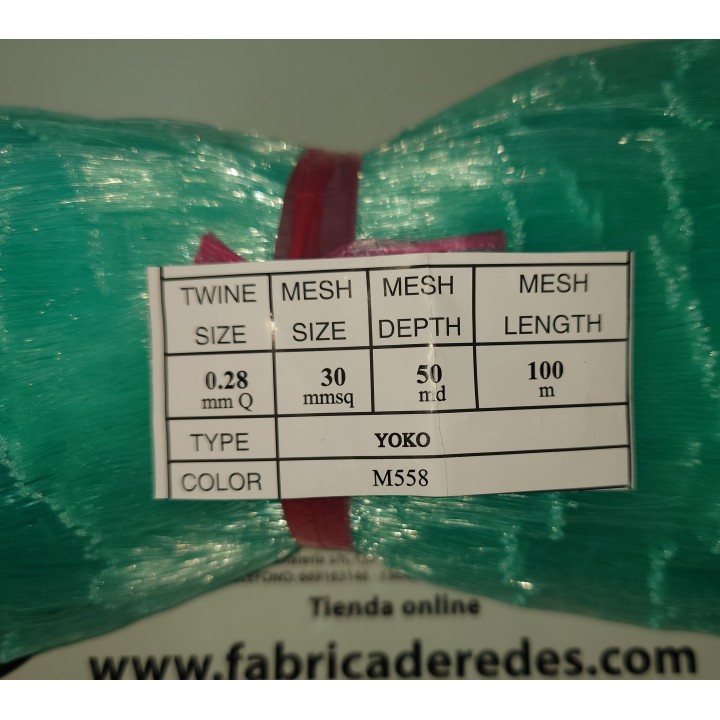 TWINE SIZE
MESH SIZE
MESH DEPTH
MESH LENGTH
0.28 mm Q
30 mmsq
50 md
100 m
TYPE YOKO
COLOR M558
Tienda online
www.fabricaderedes.com